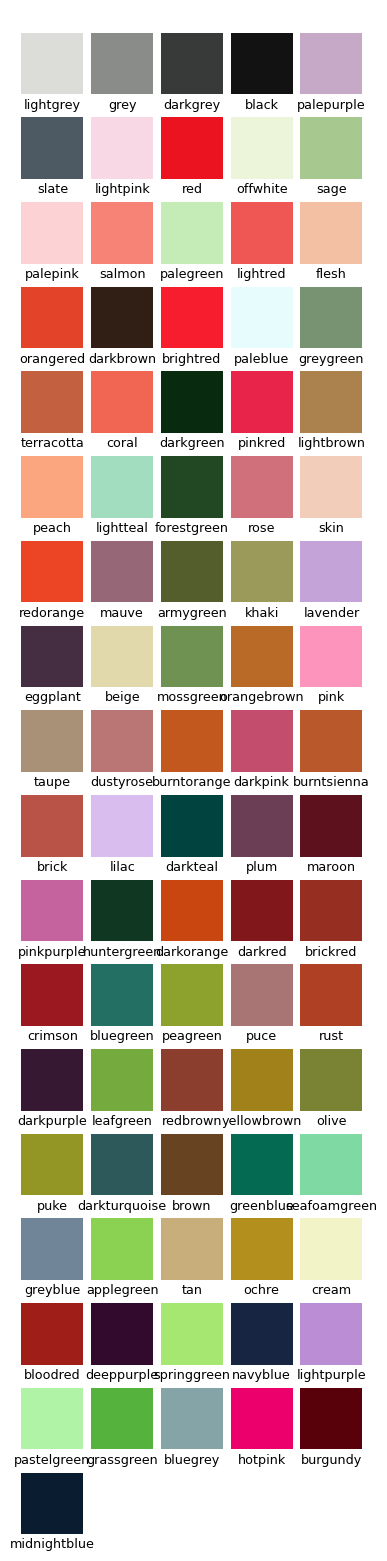 lightgrey grey darkgrey black palepurple
slate lightpink red offwhite sage
palepink salmon palegreen lightred flesh
orangered darkbrown brightred paleblue greygreen
terracotta coral darkgreen pinkred lightbrown
peach lightteal forestgreen rose skin
redorange mauve armygreen khaki lavender
eggplant beige mossgreen orangebrown pink
taupe dustyrose burntorange darkpink burntsienna
brick lilac darkteal plum maroon
pinkpurple huntergreen darkorange darkred brickred
crimson bluegreen peagreen puce rust
darkpurple leafgreen redbrown yellowbrown olive
puke darkturquoise brown greenblue seafoamgreen
greyblue applegreen tan ochre cream
bloodred deeppurple springgreen navyblue lightpurple
pastelgreen grassgreen bluegrey hotpink burgundy
midnightblue